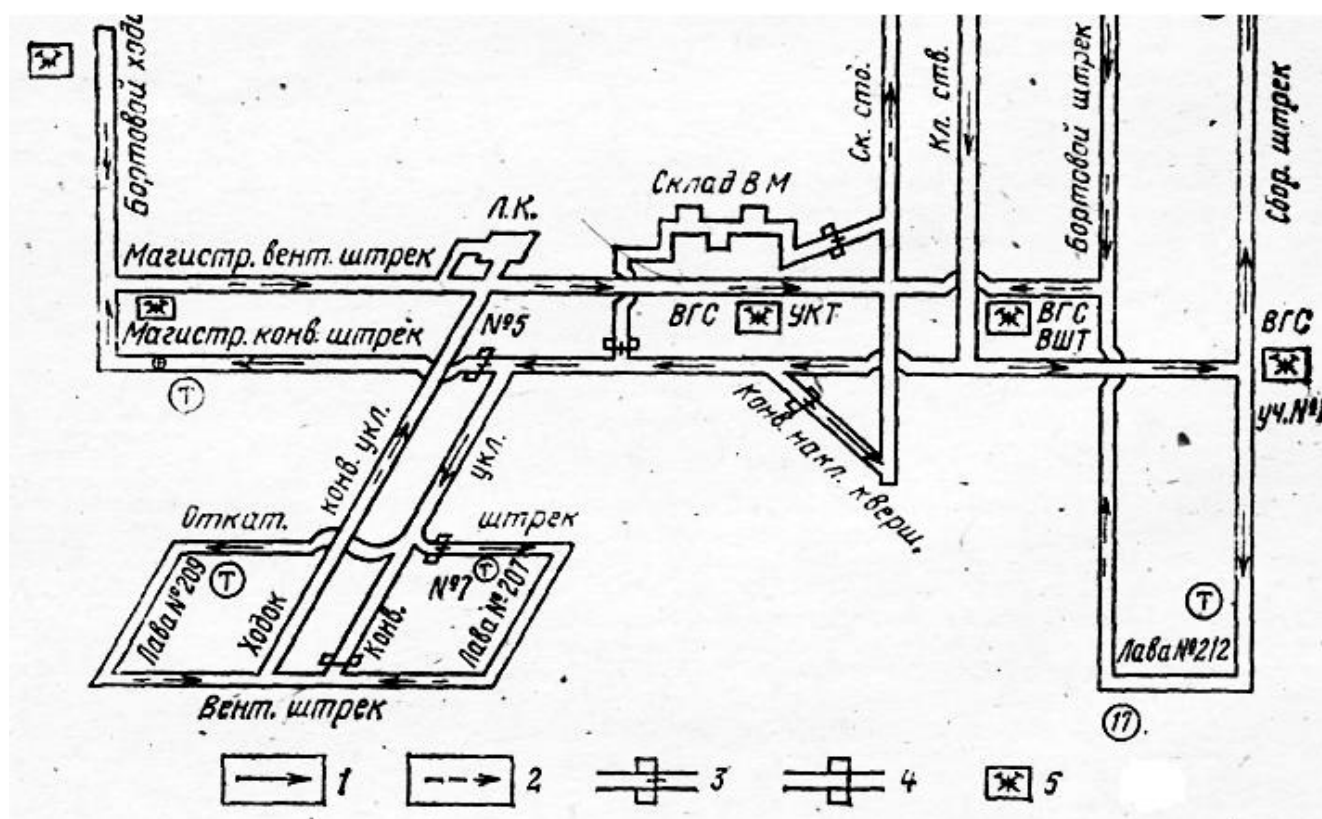 Бортовой ходо
Ск. ств.
Кл. ств.
Бортовой штрек
Сбор. штрек
Склад ВМ
Л.К.
Магистр. вент. штрек
ВГС УКТ
ВГС
ВШТ
ВГС
Магистр. конв. штрек
№5
Т
уч. №
конв. укл.
укл.
Конв. накл. кверш.
Откат.
штрек
Т
№7
Т
Т
Лава №209
Ходок
Конв.
Лава №207
Лава №212
Вент. штрек
17
1 2 3 4 5